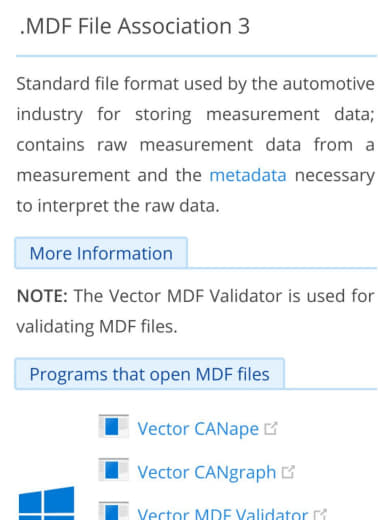 .MDF File Association 3
Standard file format used by the automotive
industry for storing measurement data;
contains raw measurement data from a
measurement and the metadata necessary
to interpret the raw data.
More Information
NOTE: The Vector MDF Validator is used for
validating MDF files.
Programs that open MDF files
Vector CANape
Vector CANgraph
Vector MDF Validator